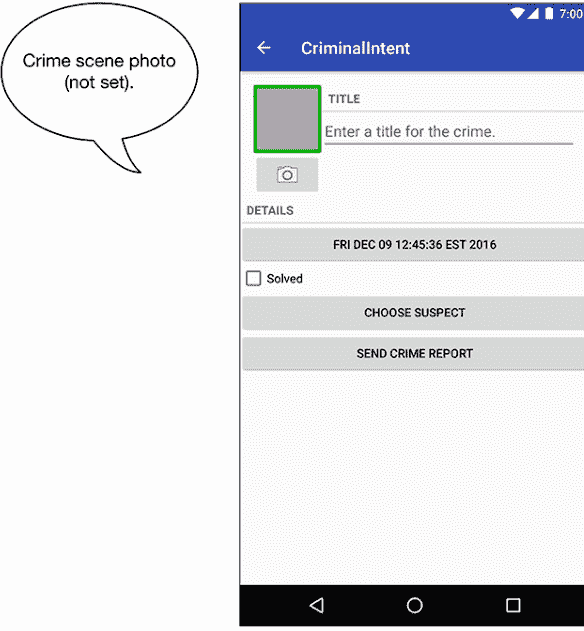 Crime scene photo
(not set).
7:00
CriminalIntent
TITLE
Enter a title for the crime.
DETAILS
FRI DEC 09 12:45:36 EST 2016
Solved
CHOOSE SUSPECT
SEND CRIME REPORT